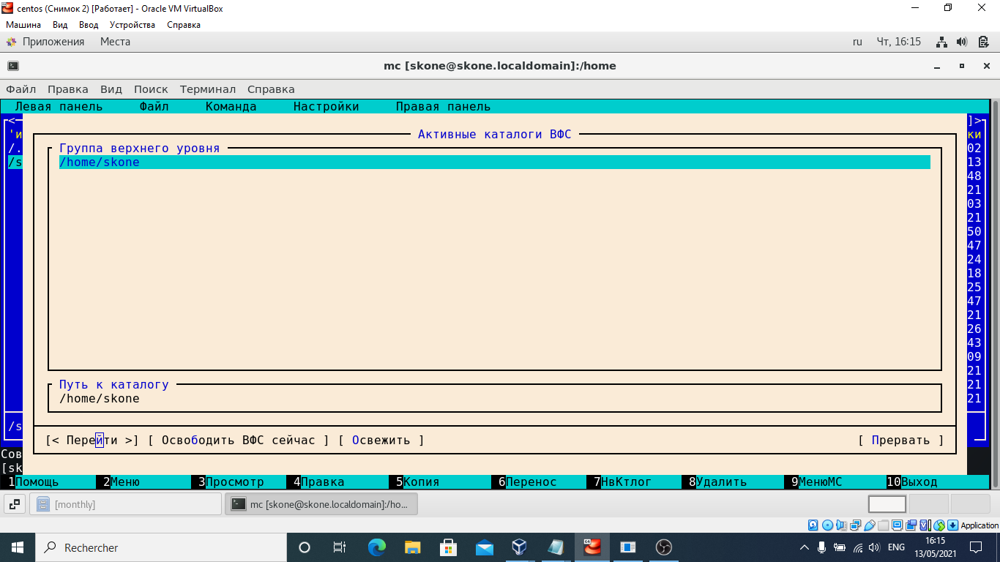 centos (Снимок 2) [Работает] - Oracle VM VirtualBox
Машина Вид Ввод Устройства Справка
Приложения Места ru Чт, 16:15
mc [skone@skone.localdomain]:/home
Файл Правка Вид Поиск Терминал Справка
Левая панель Файл Команда Настройки Правая панель
<─ ]>
'и Активные каталоги ВФС ки
/. Группа верхнего уровня 02
/s /home/skone 13
48
21
03
21
50
47
24
18
25
47
21
26
43
09
21
Путь к каталогу 21
/home/skone 21
/s
[< Перейти >] [ Освободить ВФС сейчас ] [ Освежить ] [ Прервать ]
Сов
[sk
1Помощь 2Меню 3Просмотр 4Правка 5Копия 6Перенос 7НвКтлог 8Удалить 9МенюМС 10Выход
[monthly] mc [skone@skone.localdomain]:/ho...
Application
Rechercher ENG 16:15
13/05/2021